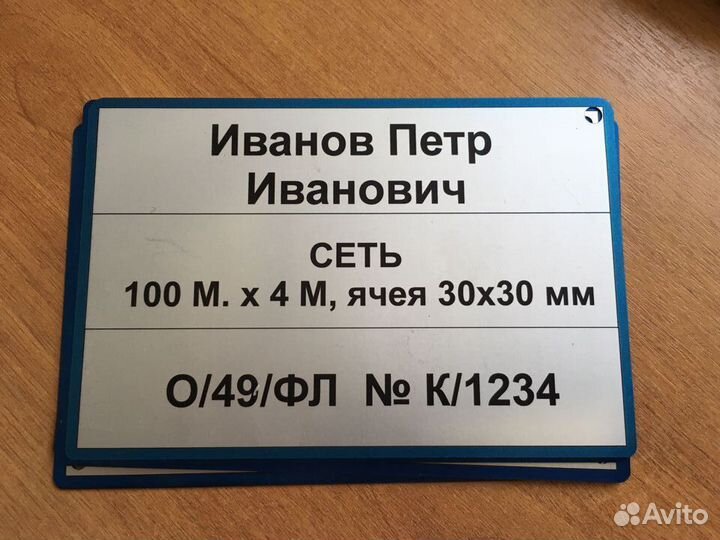 Иванов Петр
Иванович
СЕТЬ
100 М. х 4 М, ячея 30х30 мм
О/49/ФЛ № К/1234
Avito